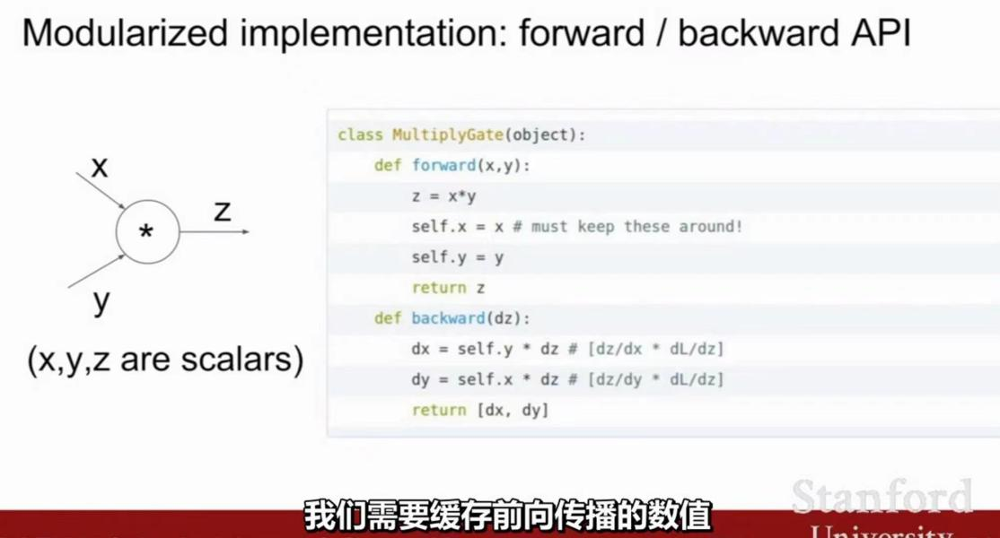 Modularized implementation: forward / backward API
x
z
*
y
(x,y,z are scalars)
class MultiplyGate(object):
def forward(x,y):
z = x*y
self.x = x # must keep these around!
self.y = y
return z
def backward(dz):
dx = self.y * dz # [dz/dx * dL/dz]
dy = self.x * dz # [dz/dy * dL/dz]
return [dx, dy]
我们需要缓存前向传播的数值
Stanford
University